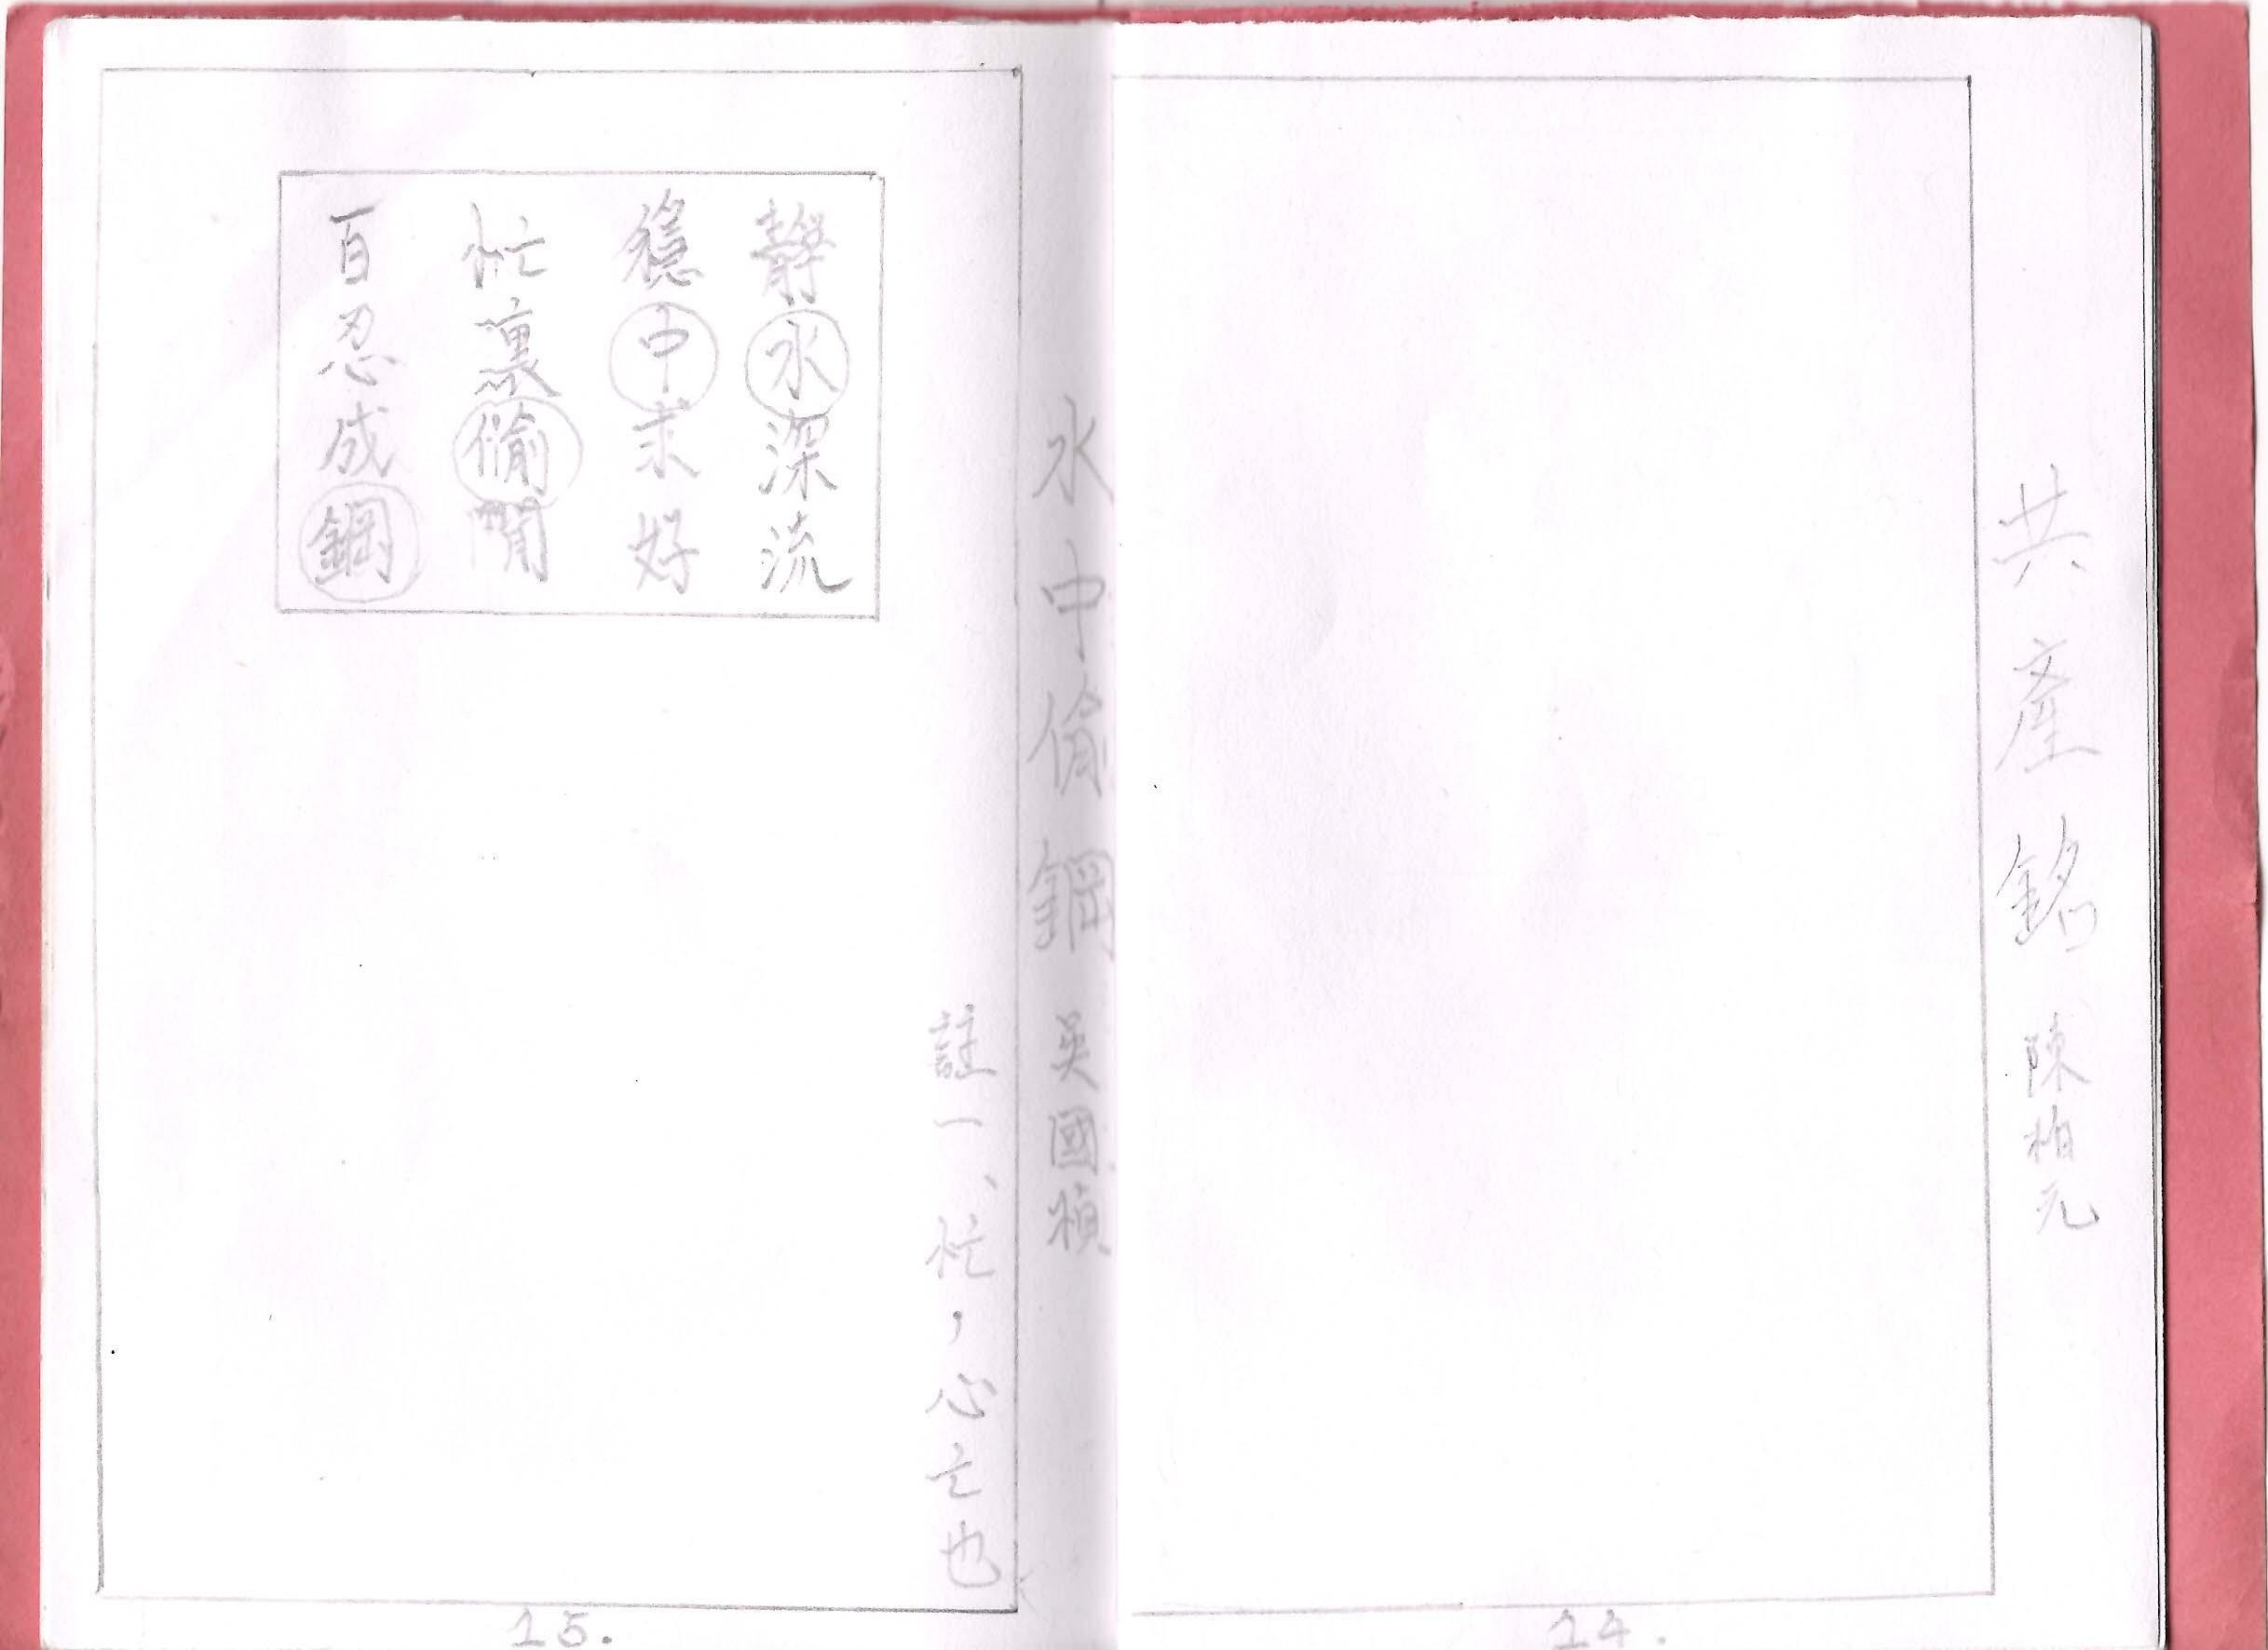 共產銘 陳柏元
14.
水中偷鋼 吳國楨
註一、忙,心亡也
靜水深流
穩中求好
忙裏偷閒
百忍成鋼
15.